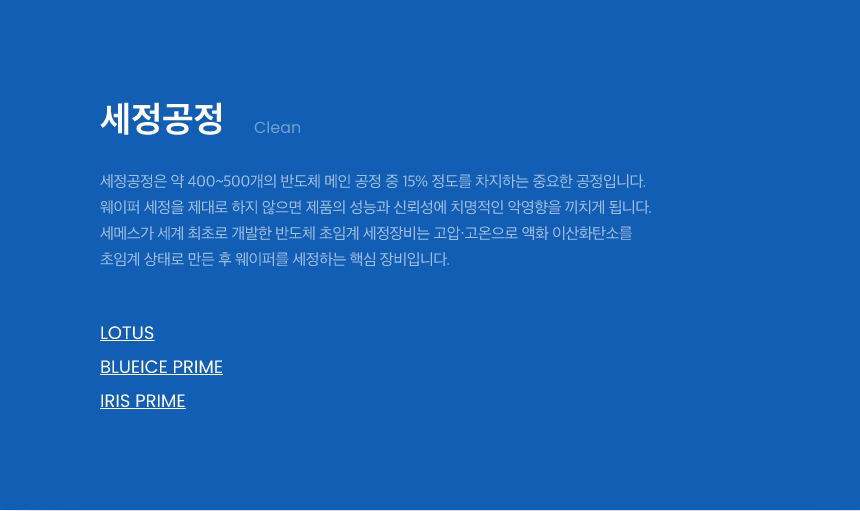 세정공정 Clean
세정공정은 약 400~500개의 반도체 메인 공정 중 15% 정도를 차지하는 중요한 공정입니다.
웨이퍼 세정을 제대로 하지 않으면 제품의 성능과 신뢰성에 치명적인 악영향을 끼치게 됩니다.
세메스가 세계 최초로 개발한 반도체 초임계 세정장비는 고압·고온으로 액화 이산화탄소를
초임계 상태로 만든 후 웨이퍼를 세정하는 핵심 장비입니다.
LOTUS
BLUEICE PRIME
IRIS PRIME